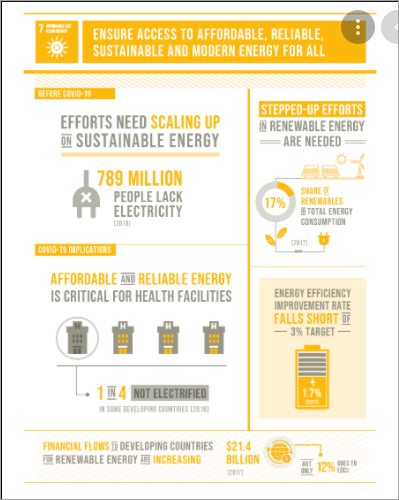 7 AFFORDABLE AND
CLEAN ENERGY
ENSURE ACCESS TO AFFORDABLE, RELIABLE,
SUSTAINABLE AND MODERN ENERGY FOR ALL
BEFORE COVID-19
EFFORTS NEED SCALING UP
ON SUSTAINABLE ENERGY
789 MILLION
PEOPLE LACK
ELECTRICITY
(2018)
COVID-19 IMPLICATIONS
AFFORDABLE AND RELIABLE ENERGY
IS CRITICAL FOR HEALTH FACILITIES
H
H
H
H
1 IN 4 NOT ELECTRIFIED
IN SOME DEVELOPING COUNTRIES (2018)
STEPPED-UP EFFORTS
IN RENEWABLE ENERGY
ARE NEEDED
17%
SHARE OF
RENEWABLES
IN TOTAL ENERGY
CONSUMPTION
(2017)
ENERGY EFFICIENCY
IMPROVEMENT RATE
FALLS SHORT OF
3% TARGET
1.7%
(2017)
FINANCIAL FLOWS TO DEVELOPING COUNTRIES
FOR RENEWABLE ENERGY ARE INCREASING
$21.4
BILLION
(2017)
BUT
ONLY
12% GOES TO
LDCs